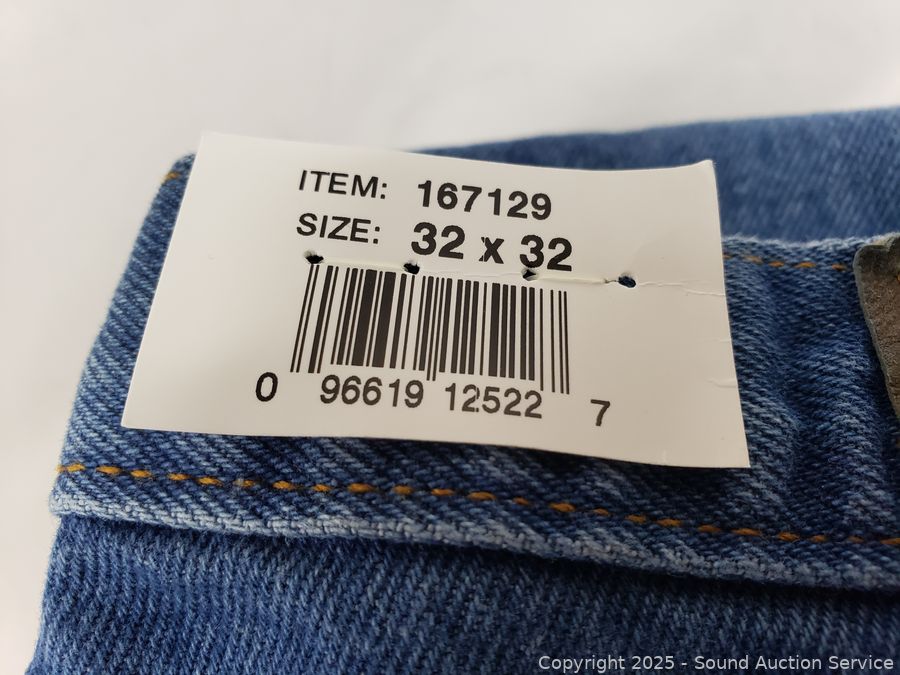 ITEM: 167129
SIZE: 32 x 32
0 96619 12522 7
Copyright 2025 - Sound Auction Service